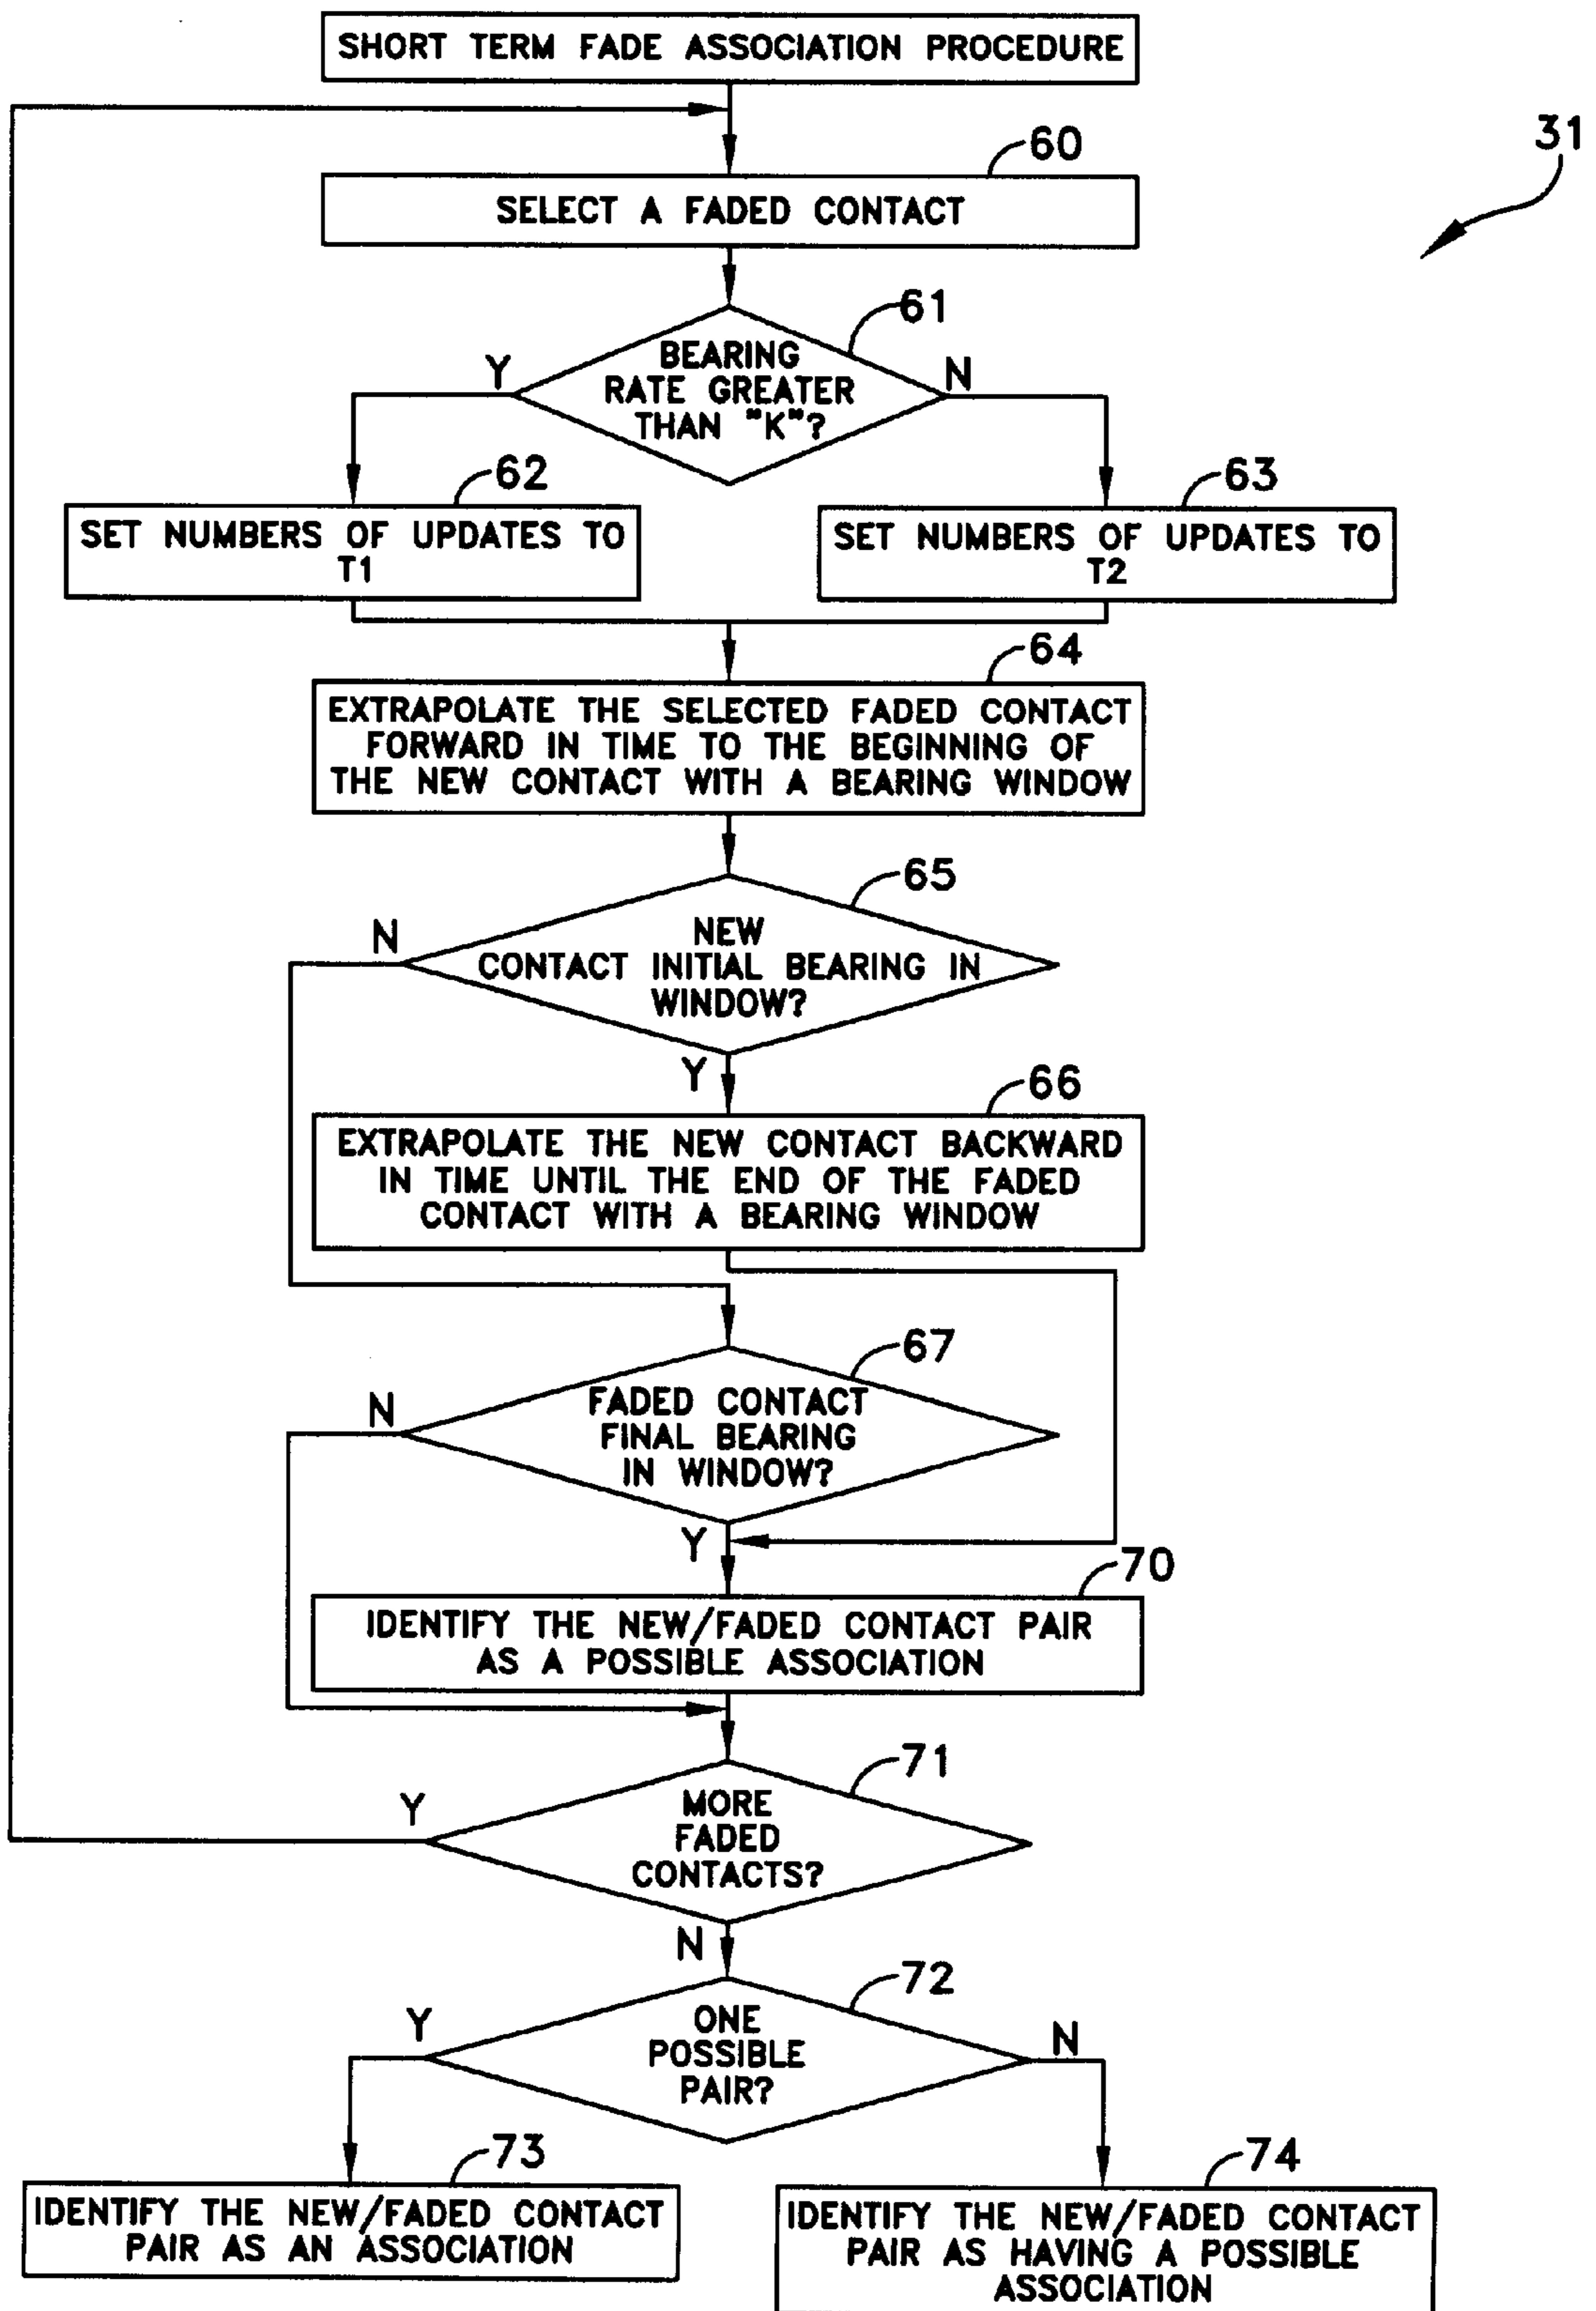 SHORT TERM FADE ASSOCIATION PROCEDURE
31
60
SELECT A FADED CONTACT
61
BEARING
RATE GREATER
THAN "K"?
Y
N
62
SET NUMBERS OF UPDATES TO
T1
63
SET NUMBERS OF UPDATES TO
T2
64
EXTRAPOLATE THE SELECTED FADED CONTACT
FORWARD IN TIME TO THE BEGINNING OF
THE NEW CONTACT WITH A BEARING WINDOW
65
NEW
CONTACT INITIAL BEARING IN
WINDOW?
N
Y
66
EXTRAPOLATE THE NEW CONTACT BACKWARD
IN TIME UNTIL THE END OF THE FADED
CONTACT WITH A BEARING WINDOW
67
FADED CONTACT
FINAL BEARING
IN WINDOW?
N
Y
70
IDENTIFY THE NEW/FADED CONTACT PAIR
AS A POSSIBLE ASSOCIATION
71
MORE
FADED
CONTACTS?
Y
N
72
ONE
POSSIBLE
PAIR?
Y
N
73
IDENTIFY THE NEW/FADED CONTACT
PAIR AS AN ASSOCIATION
74
IDENTIFY THE NEW/FADED CONTACT
PAIR AS HAVING A POSSIBLE
ASSOCIATION